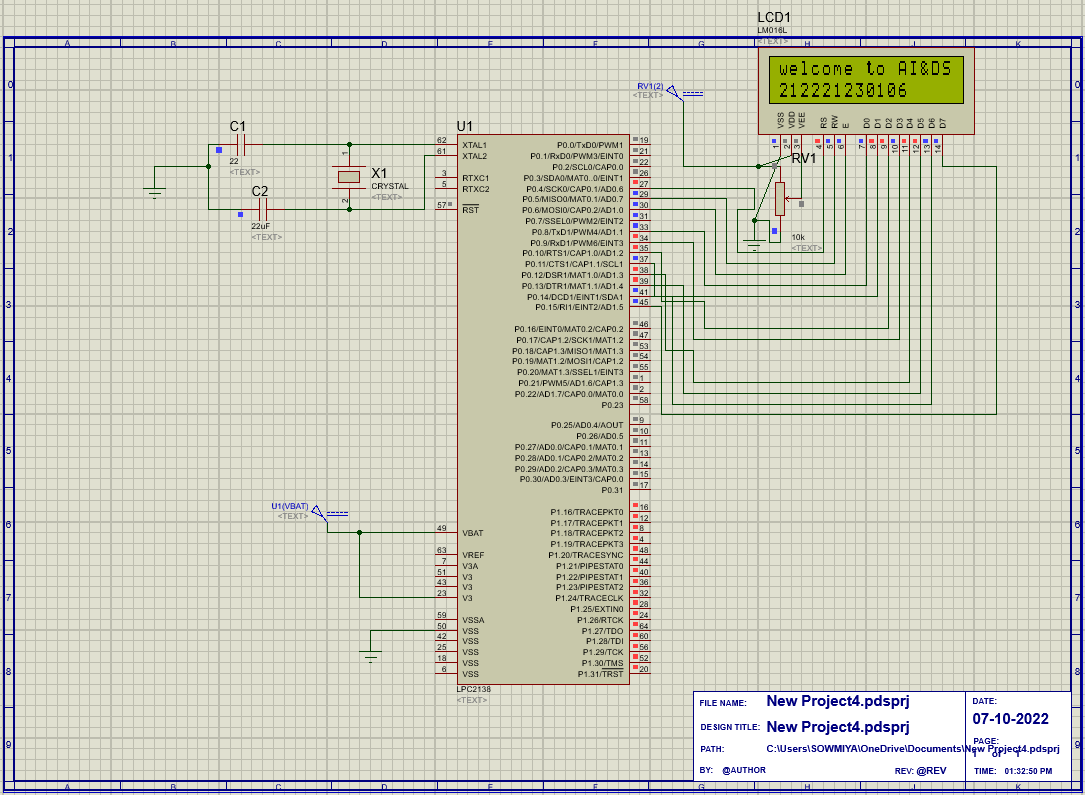 LCD1
LM016L
<TEXT>
A B C D E F G H J K
welcome to AI&DS
212221230106
RV1(2)
<TEXT>
VSS VDD VEE RS RW E D0 D1 D2 D3 D4 D5 D6 D7
1 2 3 4 5 6 7 8 9 10 11 12 13 14
RV1
10k
<TEXT>
C1
22
<TEXT>
C2
22uF
<TEXT>
X1
CRYSTAL
<TEXT>
1
2
U1
62 XTAL1
61 XTAL2
3 RTXC1
5 RTXC2
57 RST
U1(VBAT)
<TEXT>
49 VBAT
63 VREF
7 V3A
51 V3
43 V3
23 V3
59 VSSA
50 VSS
42 VSS
25 VSS
18 VSS
6 VSS
P0.0/TxD0/PWM1 19
P0.1/RxD0/PWM3/EINT0 21
P0.2/SCL0/CAP0.0 22
P0.3/SDA0/MAT0..0/EINT1 26
P0.4/SCK0/CAP0.1/AD0.6 27
P0.5/MISO0/MAT0.1/AD0.7 29
P0.6/MOSI0/CAP0.2/AD1.0 30
P0.7/SSEL0/PWM2/EINT2 31
P0.8/TxD1/PWM4/AD1.1 33
P0.9/RxD1/PWM6/EINT3 34
P0.10/RTS1/CAP1.0/AD1.2 35
P0.11/CTS1/CAP1.1/SCL1 37
P0.12/DSR1/MAT1.0/AD1.3 38
P0.13/DTR1/MAT1.1/AD1.4 39
P0.14/DCD1/EINT1/SDA1 41
P0.15/RI1/EINT2/AD1.5 45
P0.16/EINT0/MAT0.2/CAP0.2 46
P0.17/CAP1.2/SCK1/MAT1.2 47
P0.18/CAP1.3/MISO1/MAT1.3 53
P0.19/MAT1.2/MOSI1/CAP1.2 54
P0.20/MAT1.3/SSEL1/EINT3 55
P0.21/PWM5/AD1.6/CAP1.3 1
P0.22/AD1.7/CAP0.0/MAT0.0 2
P0.23 58
P0.25/AD0.4/AOUT 9
P0.26/AD0.5 10
P0.27/AD0.0/CAP0.1/MAT0.1 11
P0.28/AD0.1/CAP0.2/MAT0.2 13
P0.29/AD0.2/CAP0.3/MAT0.3 14
P0.30/AD0.3/EINT3/CAP0.0 15
P0.31 17
P1.16/TRACEPKT0 16
P1.17/TRACEPKT1 12
P1.18/TRACEPKT2 8
P1.19/TRACEPKT3 4
P1.20/TRACESYNC 48
P1.21/PIPESTAT0 44
P1.22/PIPESTAT1 40
P1.23/PIPESTAT2 36
P1.24/TRACECLK 32
P1.25/EXTIN0 28
P1.26/RTCK 24
P1.27/TDO 64
P1.28/TDI 60
P1.29/TCK 56
P1.30/TMS 52
P1.31/TRST 20
LPC2138
<TEXT>
0
1
2
3
4
5
6
7
8
9
0
1
2
3
4
5
6
7
8
9
FILE NAME: New Project4.pdsprj
DESIGN TITLE: New Project4.pdsprj
PATH: C:\Users\SOWMIYA\OneDrive\Documents\New Project4.pdsprj
BY: @AUTHOR REV: @REV
DATE:
07-10-2022
PAGE:
1 of 1
TIME: 01:32:50 PM
A B C D E F G H J K